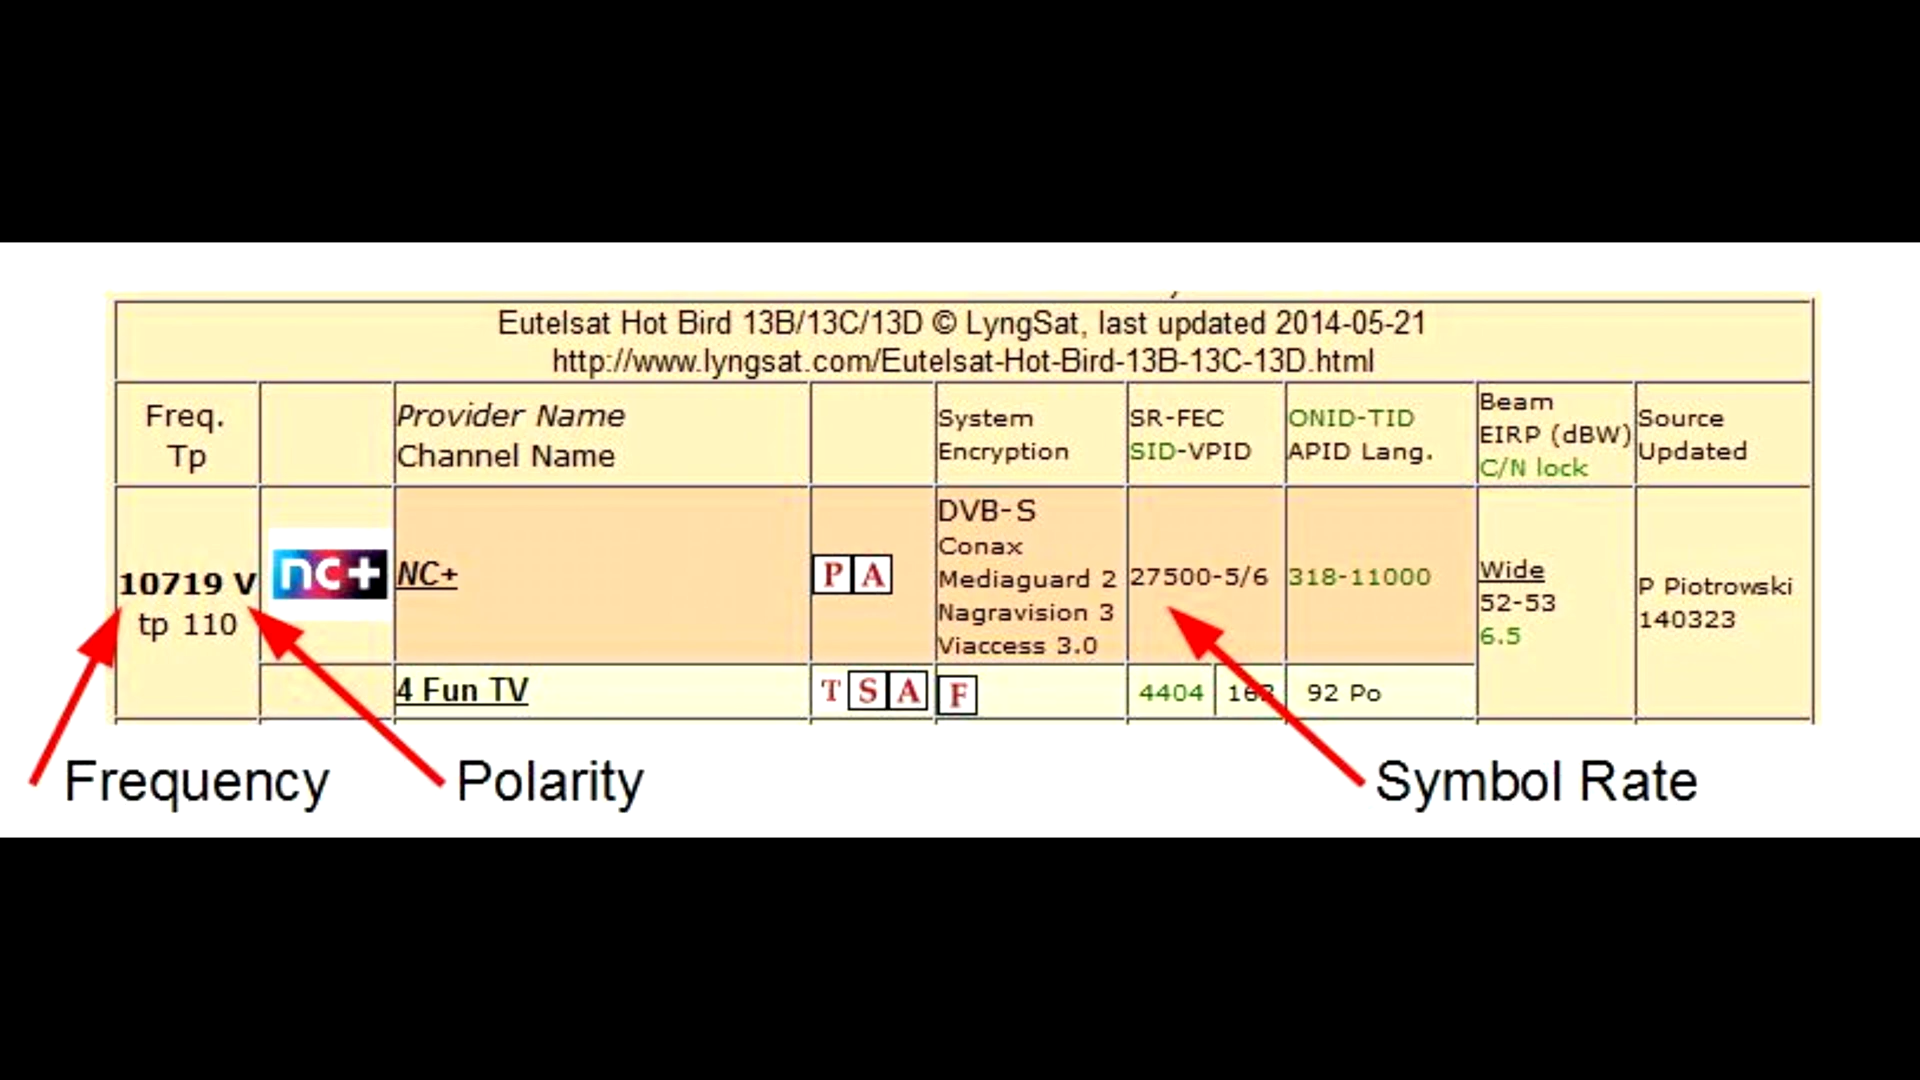 Eutelsat Hot Bird 13B/13C/13D © LyngSat, last updated 2014-05-21
http://www.lyngsat.com/Eutelsat-Hot-Bird-13B-13C-13D.html
Freq.
Tp
Provider Name
Channel Name
System
Encryption
SR-FEC
SID-VPID
ONID-TID
APID Lang.
Beam
EIRP (dBW)
C/N lock
Source
Updated
10719 V
tp 110
nc+
NC+
P A
DVB-S
Conax
Mediaguard 2
Nagravision 3
Viaccess 3.0
27500-5/6
318-11000
Wide
52-53
6.5
P Piotrowski
140323
4 Fun TV
T S A
F
4404
92 Po
Frequency
Polarity
Symbol Rate